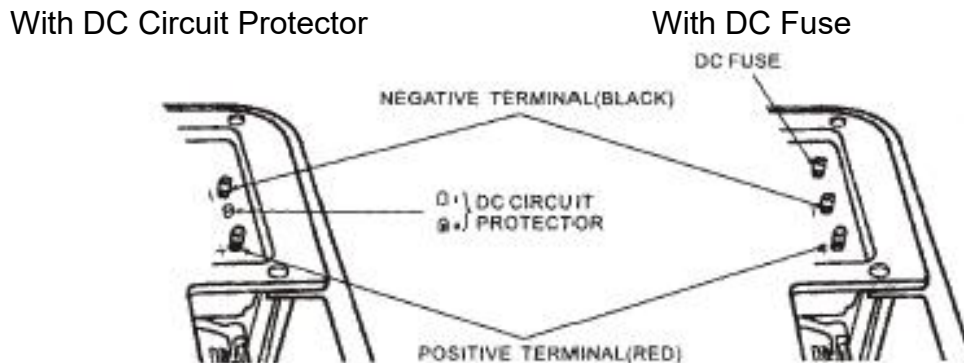 With DC Circuit Protector
With DC Fuse
DC FUSE
NEGATIVE TERMINAL(BLACK)
DC CIRCUIT
PROTECTOR
POSITIVE TERMINAL(RED)